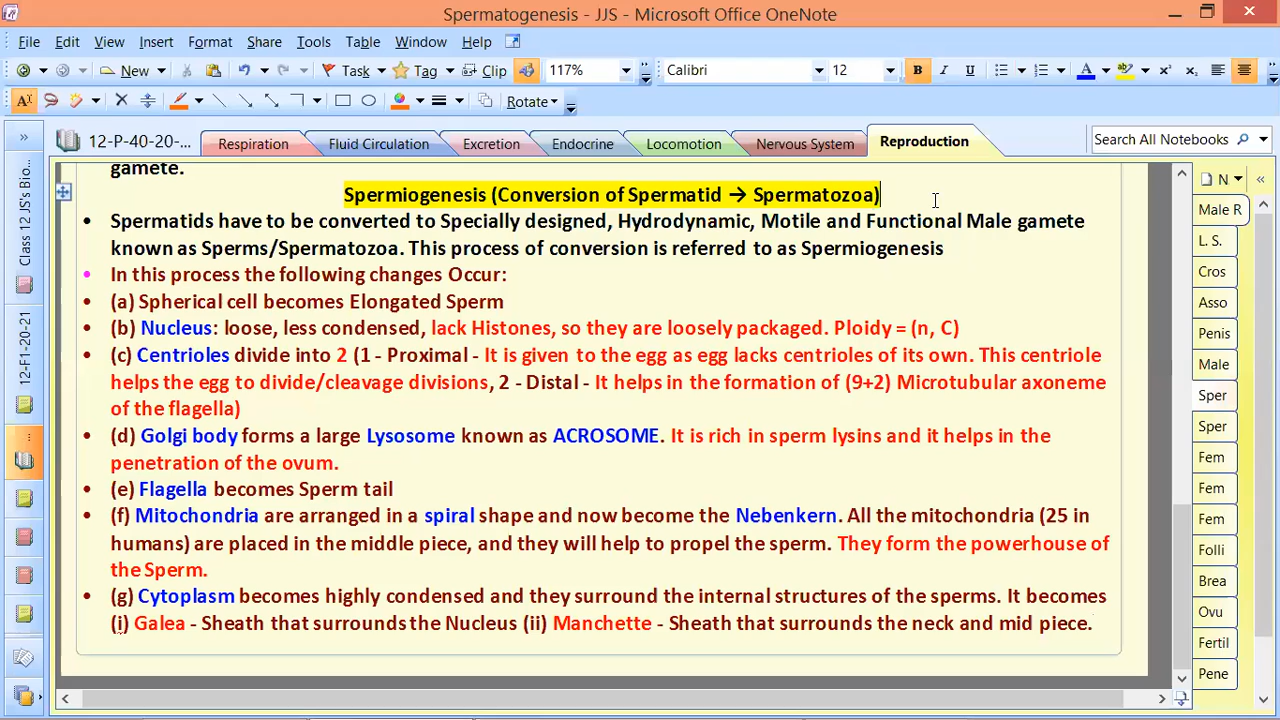 Spermatogenesis - JJS - Microsoft Office OneNote
File Edit View Insert Format Share Tools Table Window Help
New Task Tag Clip 117% Calibri 12 B I U A ab x² x₂
A Rotate
12-P-40-20-... Respiration Fluid Circulation Excretion Endocrine Locomotion Nervous System Reproduction Search All Notebooks
Class 12 JJS's Bio...
12-F1-20-21
gamete.
Spermiogenesis (Conversion of Spermatid → Spermatozoa)
• Spermatids have to be converted to Specially designed, Hydrodynamic, Motile and Functional Male gamete
known as Sperms/Spermatozoa. This process of conversion is referred to as Spermiogenesis
• In this process the following changes Occur:
• (a) Spherical cell becomes Elongated Sperm
• (b) Nucleus: loose, less condensed, lack Histones, so they are loosely packaged. Ploidy = (n, C)
• (c) Centrioles divide into 2 (1 - Proximal - It is given to the egg as egg lacks centrioles of its own. This centriole
helps the egg to divide/cleavage divisions, 2 - Distal - It helps in the formation of (9+2) Microtubular axoneme
of the flagella)
• (d) Golgi body forms a large Lysosome known as ACROSOME. It is rich in sperm lysins and it helps in the
penetration of the ovum.
• (e) Flagella becomes Sperm tail
• (f) Mitochondria are arranged in a spiral shape and now become the Nebenkern. All the mitochondria (25 in
humans) are placed in the middle piece, and they will help to propel the sperm. They form the powerhouse of
the Sperm.
• (g) Cytoplasm becomes highly condensed and they surround the internal structures of the sperms. It becomes
(i) Galea - Sheath that surrounds the Nucleus (ii) Manchette - Sheath that surrounds the neck and mid piece.
N
Male R
L. S.
Cros
Asso
Penis
Male
Sper
Sper
Fem
Fem
Fem
Folli
Brea
Ovu
Fertil
Pene